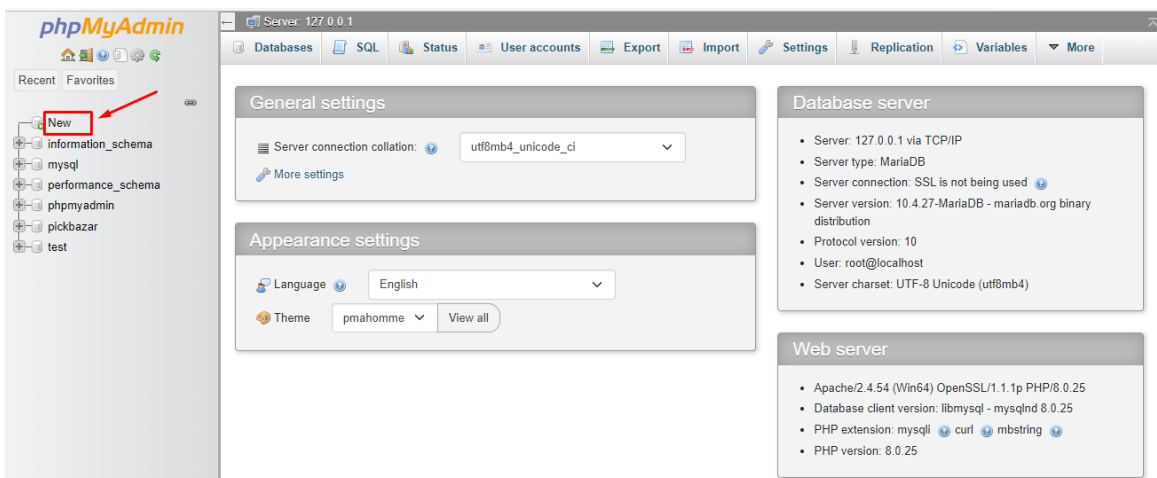 phpMyAdmin
Recent Favorites
New
information_schema
mysql
performance_schema
phpmyadmin
pickbazar
test
Server: 127.0.0.1
Databases SQL Status User accounts Export Import Settings Replication Variables More
General settings
Server connection collation: utf8mb4_unicode_ci
More settings
Appearance settings
Language English
Theme pmahomme View all
Database server
Server: 127.0.0.1 via TCP/IP
Server type: MariaDB
Server connection: SSL is not being used
Server version: 10.4.27-MariaDB - mariadb.org binary
distribution
Protocol version: 10
User: root@localhost
Server charset: UTF-8 Unicode (utf8mb4)
Web server
Apache/2.4.54 (Win64) OpenSSL/1.1.1p PHP/8.0.25
Database client version: libmysql - mysqlnd 8.0.25
PHP extension: mysqli curl mbstring
PHP version: 8.0.25